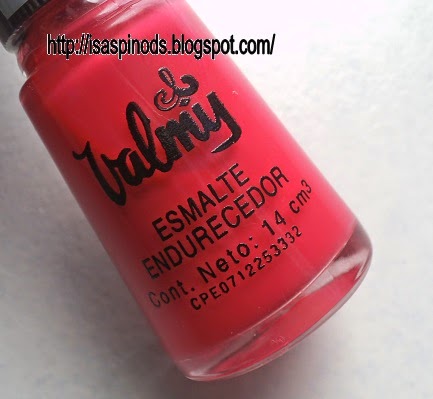 http://isaspinods.blogspot.com/
Valmy
ESMALTE
ENDURECEDOR
Cont. Neto: 14 cm3
CPE0712253332